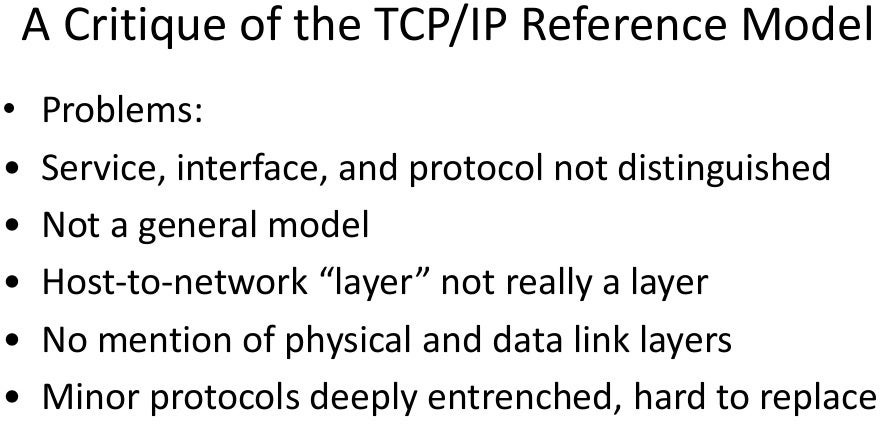 A Critique of the TCP/IP Reference Model
• Problems:
• Service, interface, and protocol not distinguished
• Not a general model
• Host-to-network “layer” not really a layer
• No mention of physical and data link layers
• Minor protocols deeply entrenched, hard to replace